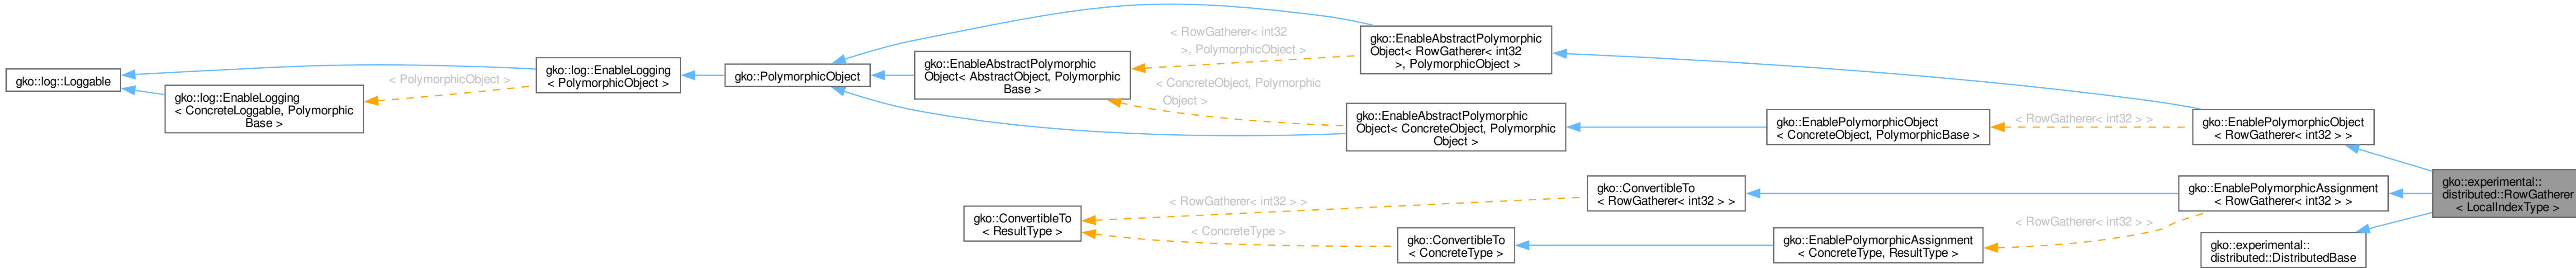 gko::log::Loggable
gko::log::EnableLogging
< ConcreteLoggable, Polymorphic
Base >
< PolymorphicObject >
gko::log::EnableLogging
< PolymorphicObject >
gko::PolymorphicObject
gko::EnableAbstractPolymorphic
Object< AbstractObject, Polymorphic
Base >
< RowGatherer< int32
>, PolymorphicObject >
< ConcreteObject, Polymorphic
Object >
gko::EnableAbstractPolymorphic
Object< RowGatherer< int32
>, PolymorphicObject >
gko::EnableAbstractPolymorphic
Object< ConcreteObject, Polymorphic
Object >
gko::EnablePolymorphicObject
< ConcreteObject, PolymorphicBase >
< RowGatherer< int32 > >
gko::EnablePolymorphicObject
< RowGatherer< int32 > >
gko::ConvertibleTo
< ResultType >
< RowGatherer< int32 > >
< ConcreteType >
gko::ConvertibleTo
< RowGatherer< int32 > >
gko::ConvertibleTo
< ConcreteType >
gko::EnablePolymorphicAssignment
< ConcreteType, ResultType >
< RowGatherer< int32 > >
gko::EnablePolymorphicAssignment
< RowGatherer< int32 > >
gko::experimental::
distributed::DistributedBase
gko::experimental::
distributed::RowGatherer
< LocalIndexType >